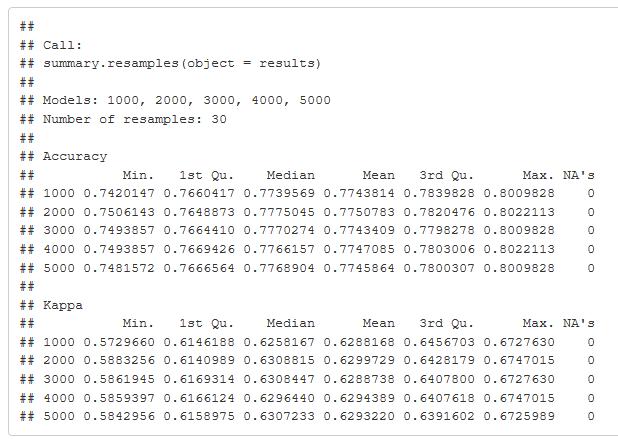 ##
## Call:
## summary.resamples(object = results)
##
## Models: 1000, 2000, 3000, 4000, 5000
## Number of resamples: 30
##
## Accuracy
##           Min.   1st Qu.    Median      Mean   3rd Qu.      Max. NA's
## 1000 0.7420147 0.7660417 0.7739569 0.7743814 0.7839828 0.8009828    0
## 2000 0.7506143 0.7648873 0.7775045 0.7750783 0.7820476 0.8022113    0
## 3000 0.7493857 0.7664410 0.7770274 0.7743409 0.7798278 0.8009828    0
## 4000 0.7493857 0.7669426 0.7766157 0.7747085 0.7803006 0.8022113    0
## 5000 0.7481572 0.7666564 0.7768904 0.7745864 0.7800307 0.8009828    0
##
## Kappa
##           Min.   1st Qu.    Median      Mean   3rd Qu.      Max. NA's
## 1000 0.5729660 0.6146188 0.6258167 0.6288168 0.6456703 0.6727630    0
## 2000 0.5883256 0.6140989 0.6308815 0.6299729 0.6428179 0.6747015    0
## 3000 0.5861945 0.6169314 0.6308447 0.6288738 0.6407800 0.6727630    0
## 4000 0.5859397 0.6166124 0.6296440 0.6294389 0.6407618 0.6747015    0
## 5000 0.5842956 0.6158975 0.6307233 0.6293220 0.6391602 0.6725989    0